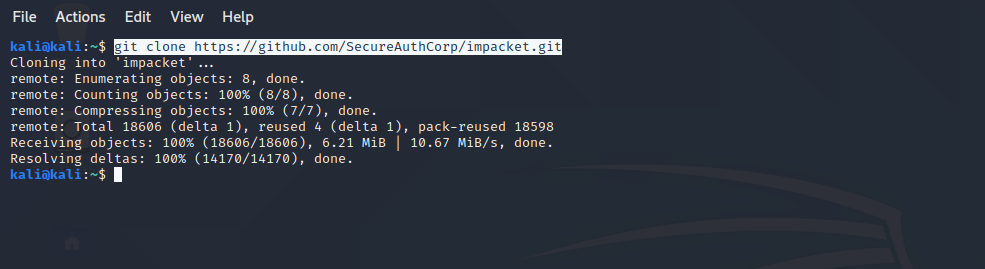 File Actions Edit View Help
kali@kali:~$ git clone https://github.com/SecureAuthCorp/impacket.git
Cloning into 'impacket'...
remote: Enumerating objects: 8, done.
remote: Counting objects: 100% (8/8), done.
remote: Compressing objects: 100% (7/7), done.
remote: Total 18606 (delta 1), reused 4 (delta 1), pack-reused 18598
Receiving objects: 100% (18606/18606), 6.21 MiB | 10.67 MiB/s, done.
Resolving deltas: 100% (14170/14170), done.
kali@kali:~$